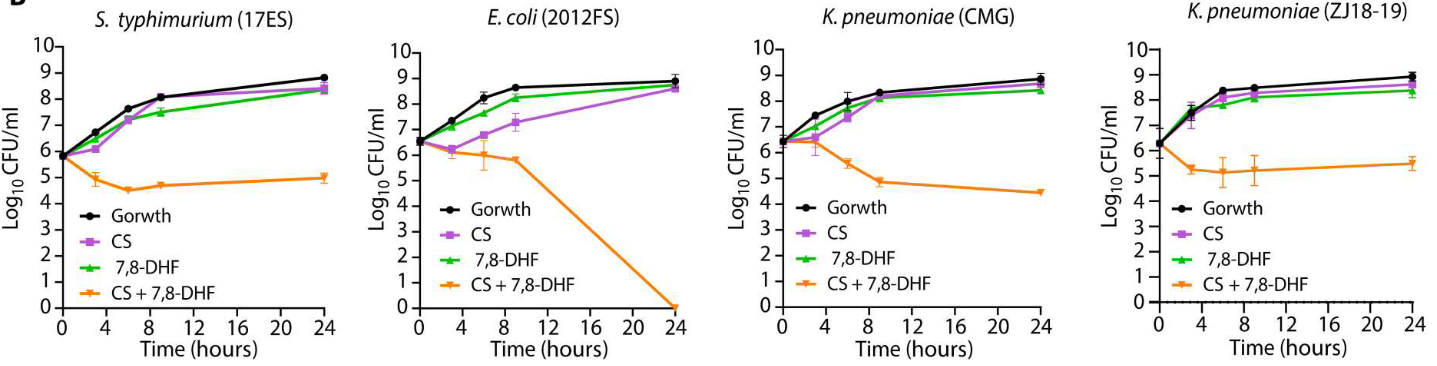 B
S. typhimurium (17ES)
10
9
8
7
6
5
4
3
2
1
0
Log10 CFU/ml
Gorwth
CS
7,8-DHF
CS + 7,8-DHF
0 4 8 12 16 20 24
Time (hours)
E. coli (2012FS)
10
9
8
7
6
5
4
3
2
1
0
Log10 CFU/ml
Gorwth
CS
7,8-DHF
CS + 7,8-DHF
0 4 8 12 16 20 24
Time (hours)
K. pneumoniae (CMG)
10
9
8
7
6
5
4
3
2
1
0
Log10 CFU/ml
Gorwth
CS
7,8-DHF
CS + 7,8-DHF
0 4 8 12 16 20 24
Time (hours)
K. pneumoniae (ZJ18-19)
10
9
8
7
6
5
4
3
2
1
0
Log10 CFU/ml
Gorwth
CS
7,8-DHF
CS + 7,8-DHF
0 4 8 12 16 20 24
Time (hours)